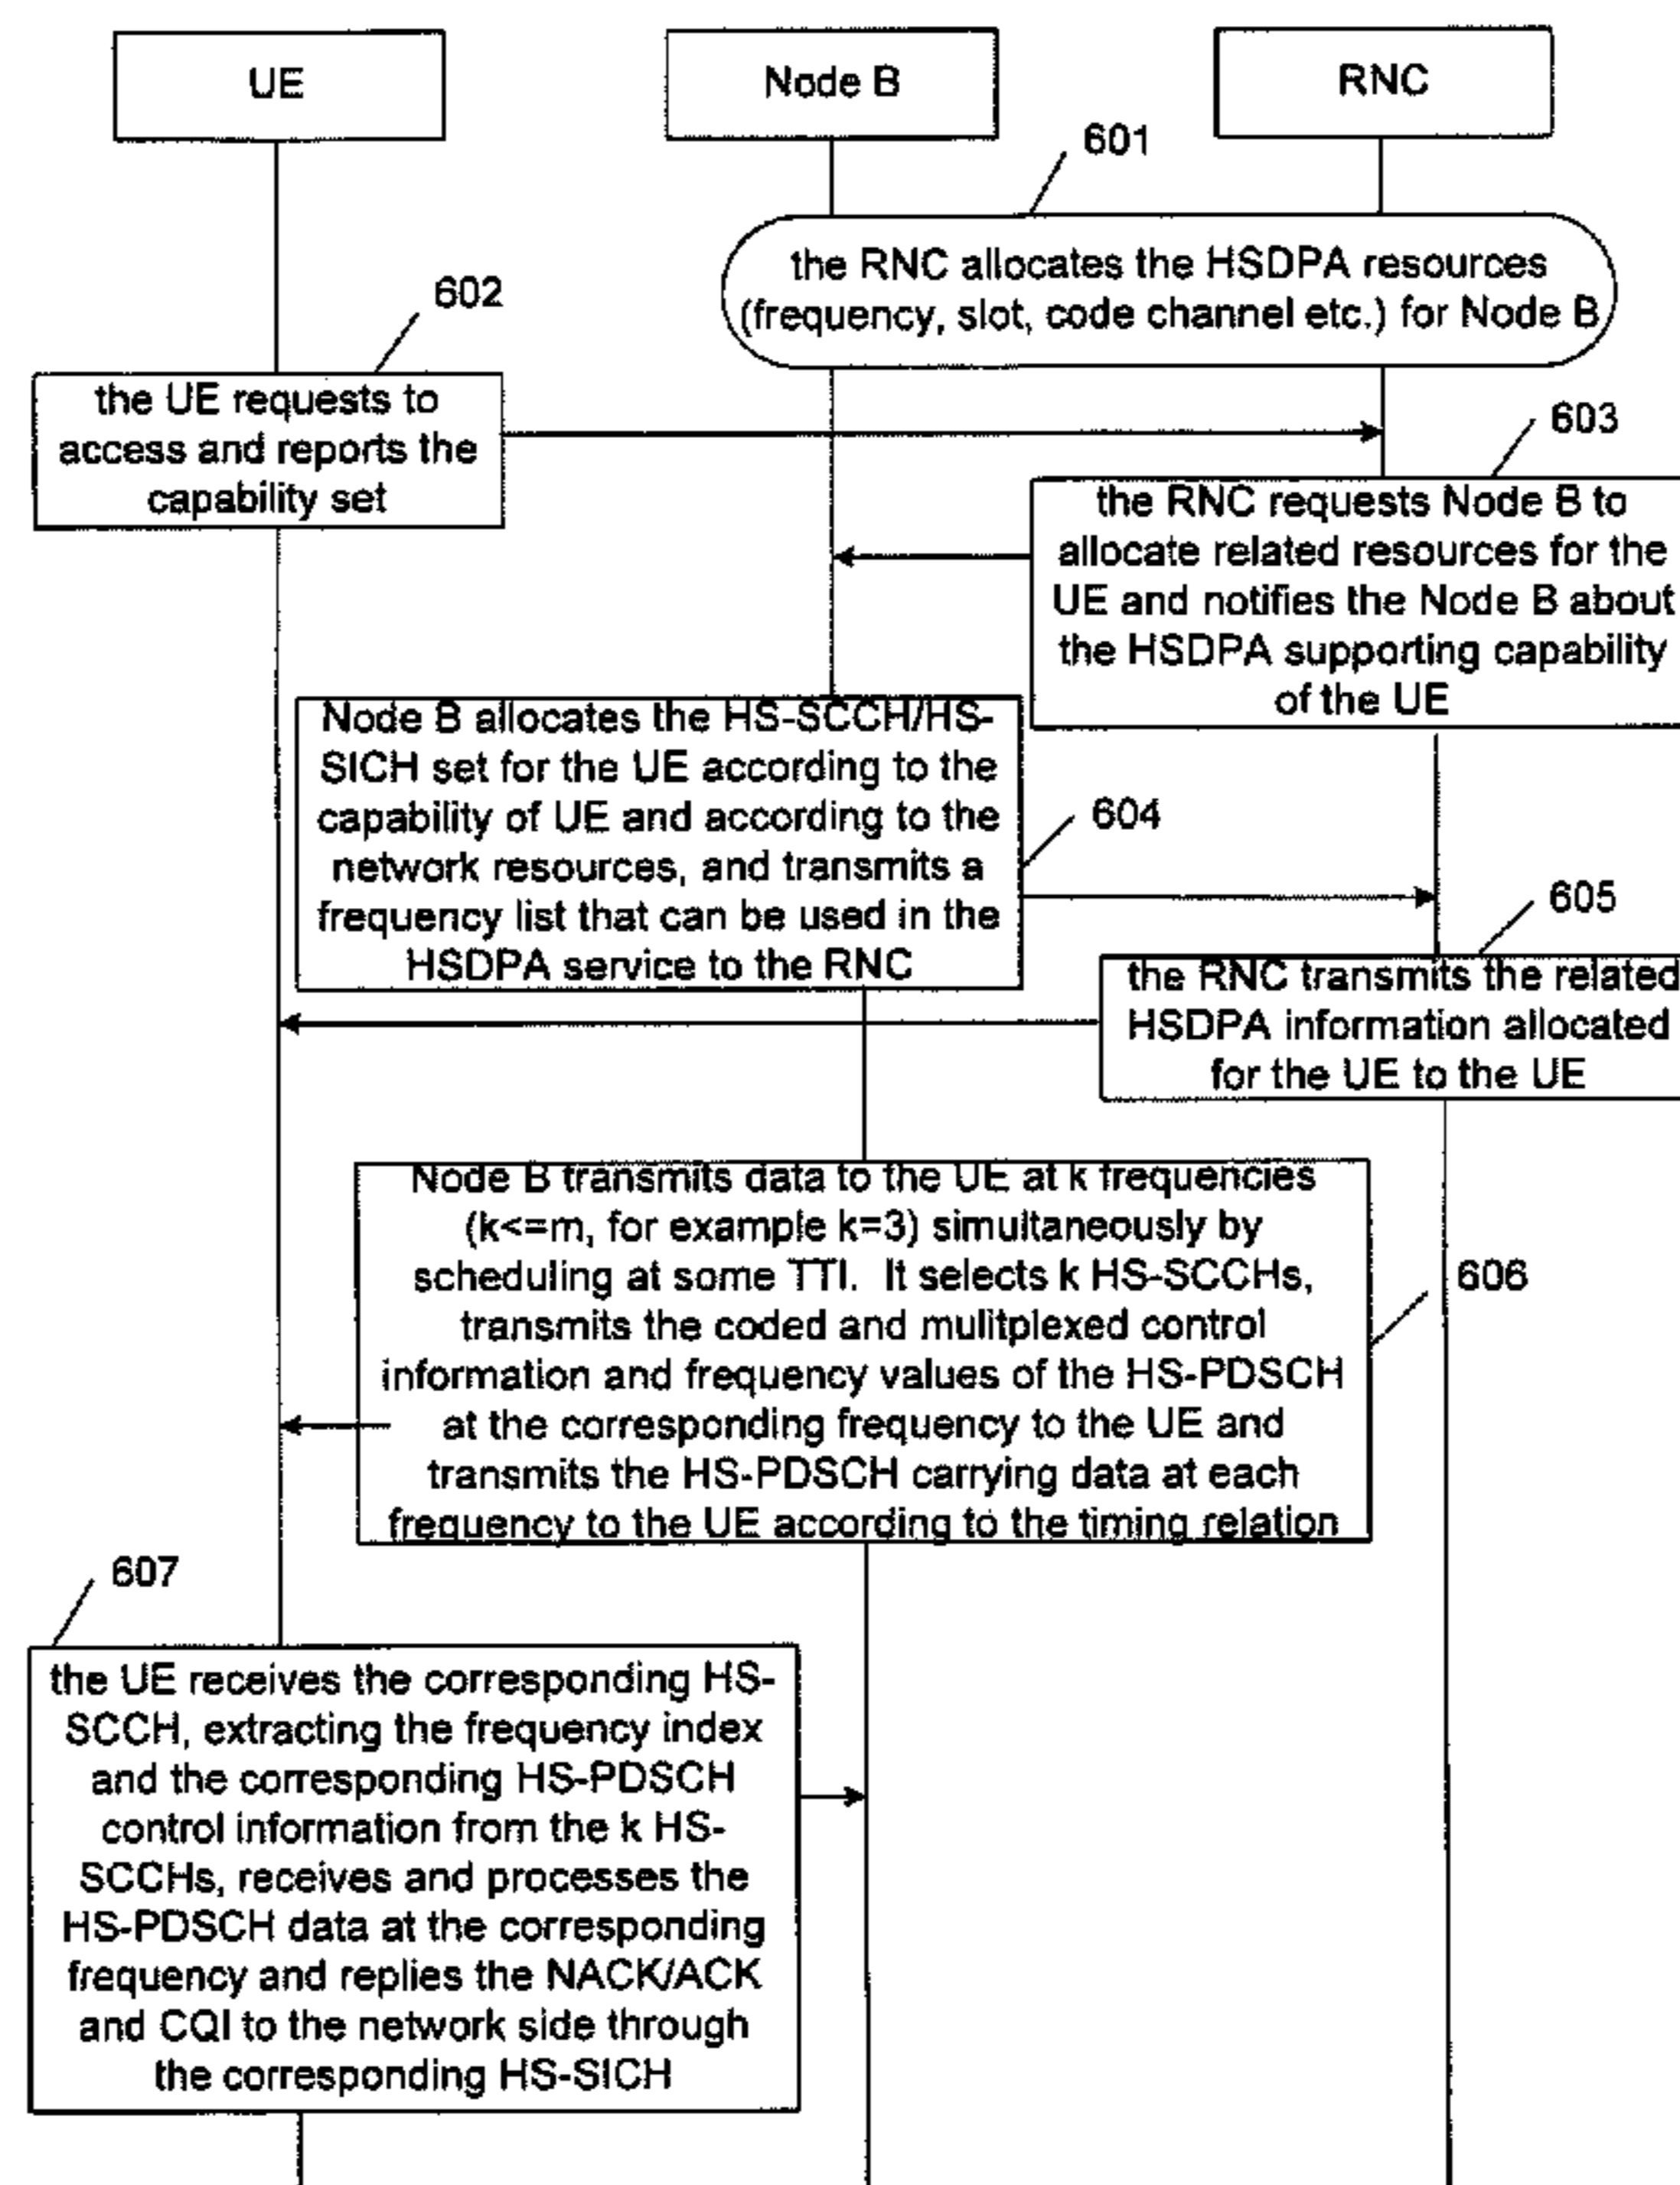 UE
Node B
RNC
601
the RNC allocates the HSDPA resources
(frequency, slot, code channel etc.) for Node B
602
the UE requests to
access and reports the
capability set
603
the RNC requests Node B to
allocate related resources for the
UE and notifies the Node B about
the HSDPA supporting capability
of the UE
Node B allocates the HS-SCCH/HS-
SICH set for the UE according to the
capability of UE and according to the
network resources, and transmits a
frequency list that can be used in the
HSDPA service to the RNC
604
605
the RNC transmits the related
HSDPA information allocated
for the UE to the UE
Node B transmits data to the UE at k frequencies
(k<=m, for example k=3) simultaneously by
scheduling at some TTI. It selects k HS-SCCHs,
transmits the coded and mulitplexed control
information and frequency values of the HS-PDSCH
at the corresponding frequency to the UE and
transmits the HS-PDSCH carrying data at each
frequency to the UE according to the timing relation
606
607
the UE receives the corresponding HS-
SCCH, extracting the frequency index
and the corresponding HS-PDSCH
control information from the k HS-
SCCHs, receives and processes the
HS-PDSCH data at the corresponding
frequency and replies the NACK/ACK
and CQI to the network side through
the corresponding HS-SICH